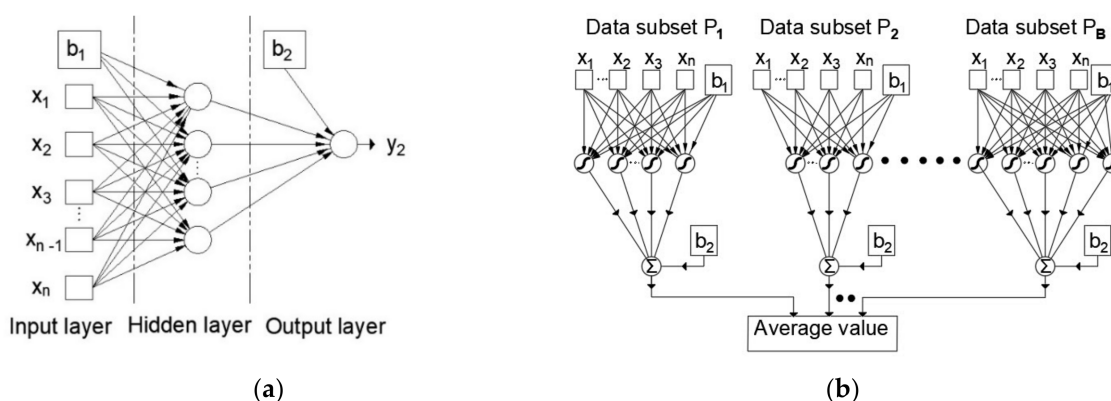 b1
b2
x1
x2
y2
x3
xn -1
xn
Input layer
Hidden layer
Output layer
(a)
Data subset P1
Data subset P2
Data subset PB
x1 x2 x3 xn
x1 x2 x3 xn
x1 x2 x3 xn
b1
b1
b1
b2
b2
b2
Σ
Σ
Σ
Average value
(b)